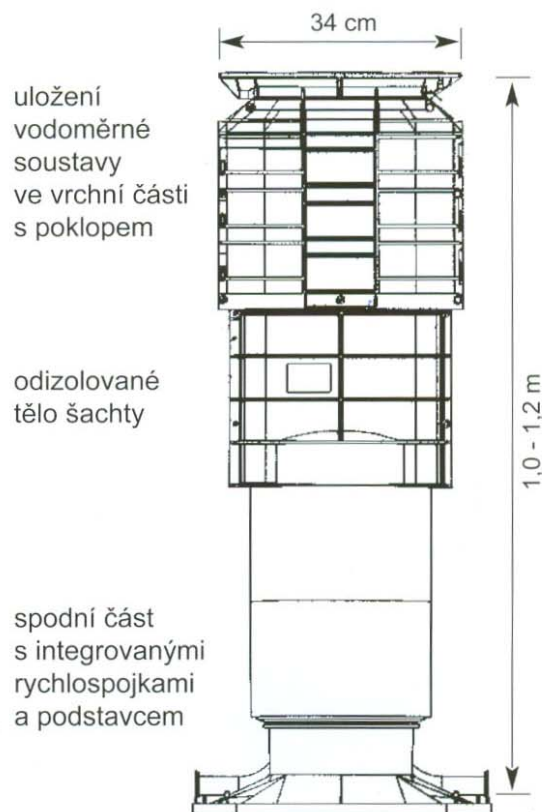 34 cm
uložení
vodoměrné
soustavy
ve vrchní části
s poklopem
odizolované
tělo šachty
1,0 - 1,2 m
spodní část
s integrovanými
rychlospojkami
a podstavcem